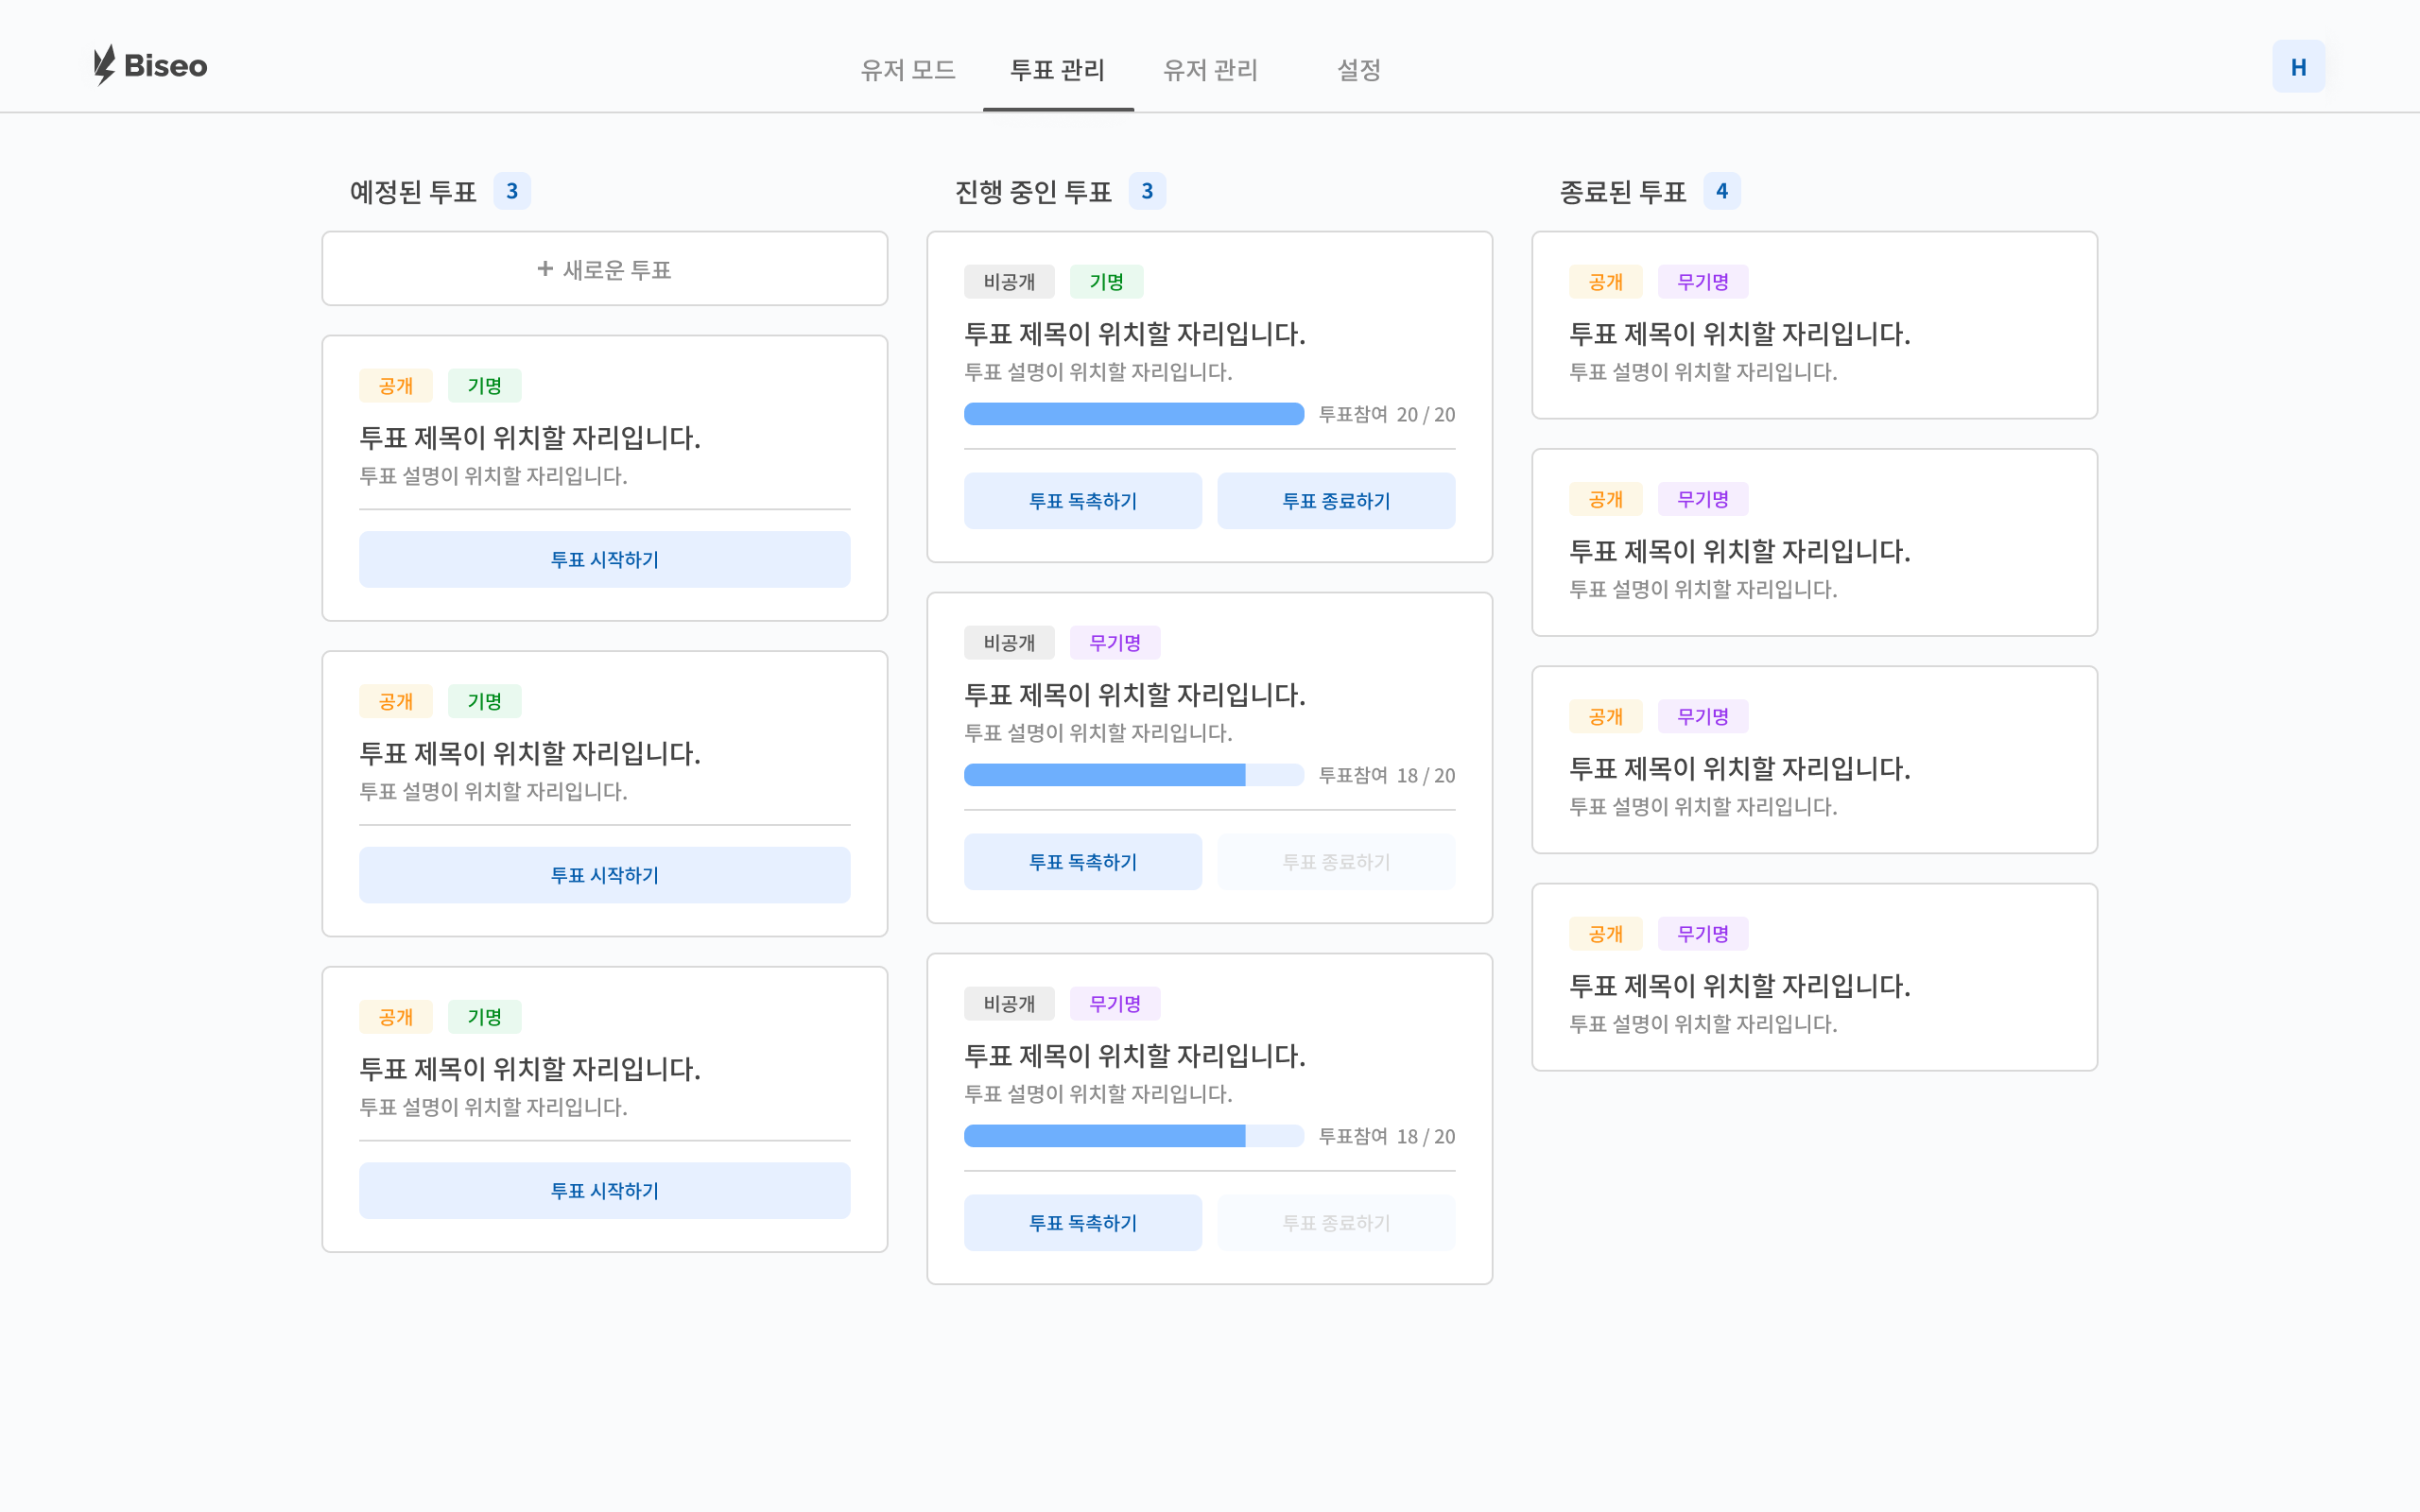 Biseo
유저 모드 투표 관리 유저 관리 설정
H
예정된 투표 3
+ 새로운 투표
공개 기명
투표 제목이 위치할 자리입니다.
투표 설명이 위치할 자리입니다.
투표 시작하기
공개 기명
투표 제목이 위치할 자리입니다.
투표 설명이 위치할 자리입니다.
투표 시작하기
공개 기명
투표 제목이 위치할 자리입니다.
투표 설명이 위치할 자리입니다.
투표 시작하기
진행 중인 투표 3
비공개 기명
투표 제목이 위치할 자리입니다.
투표 설명이 위치할 자리입니다.
투표참여 20 / 20
투표 독촉하기 투표 종료하기
비공개 무기명
투표 제목이 위치할 자리입니다.
투표 설명이 위치할 자리입니다.
투표참여 18 / 20
투표 독촉하기 투표 종료하기
비공개 무기명
투표 제목이 위치할 자리입니다.
투표 설명이 위치할 자리입니다.
투표참여 18 / 20
투표 독촉하기 투표 종료하기
종료된 투표 4
공개 무기명
투표 제목이 위치할 자리입니다.
투표 설명이 위치할 자리입니다.
공개 무기명
투표 제목이 위치할 자리입니다.
투표 설명이 위치할 자리입니다.
공개 무기명
투표 제목이 위치할 자리입니다.
투표 설명이 위치할 자리입니다.
공개 무기명
투표 제목이 위치할 자리입니다.
투표 설명이 위치할 자리입니다.